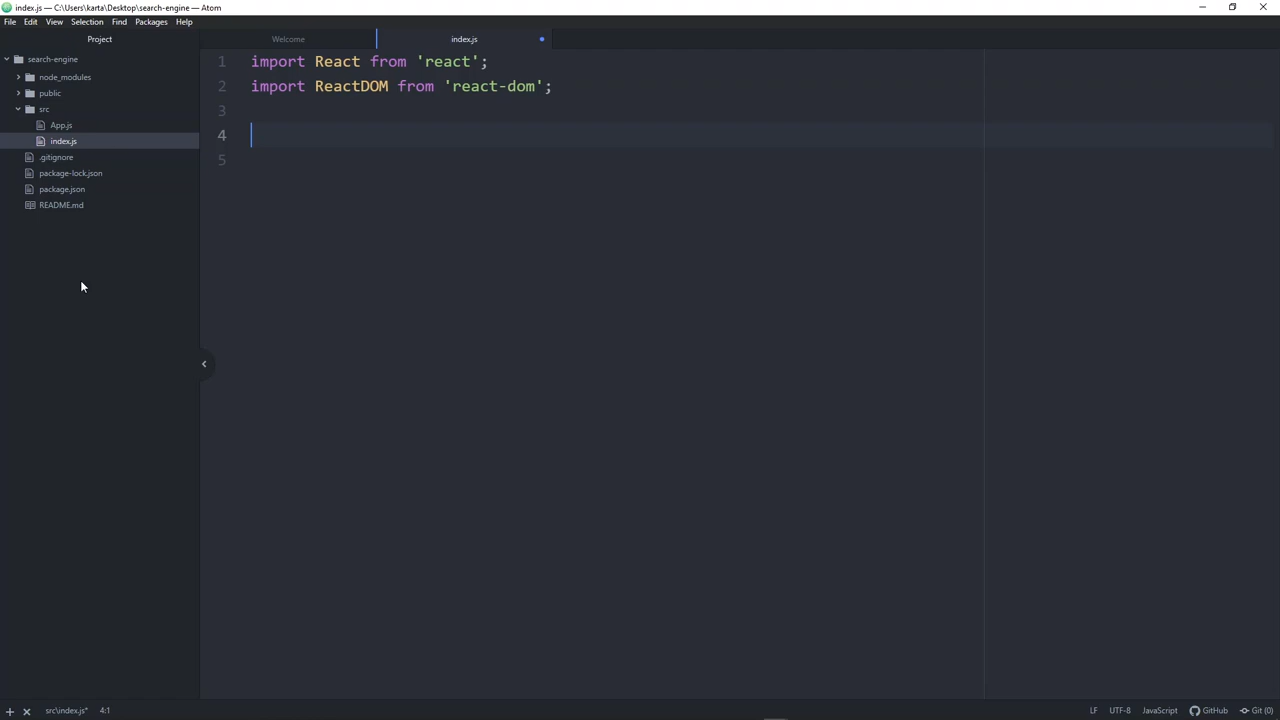 index.js — C:\Users\karta\Desktop\search-engine — Atom
File Edit View Selection Find Packages Help
Project
Welcome
index.js
search-engine
node_modules
public
src
App.js
index.js
.gitignore
package-lock.json
package.json
README.md
1 import React from 'react';
2 import ReactDOM from 'react-dom';
3
4
5
src\index.js* 4:1
LF UTF-8 JavaScript GitHub Git (0)